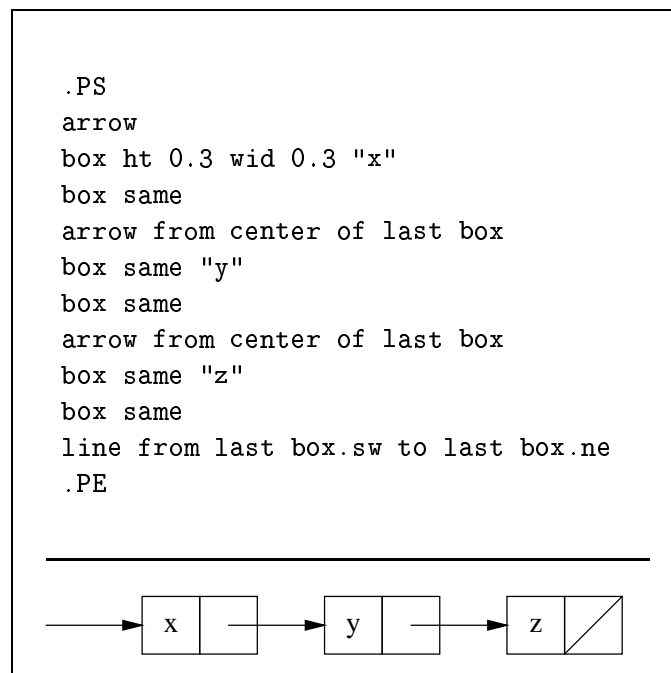 .PS
arrow
box ht 0.3 wid 0.3 "x"
box same
arrow from center of last box
box same "y"
box same
arrow from center of last box
box same "z"
box same
line from last box.sw to last box.ne
.PE
x y z